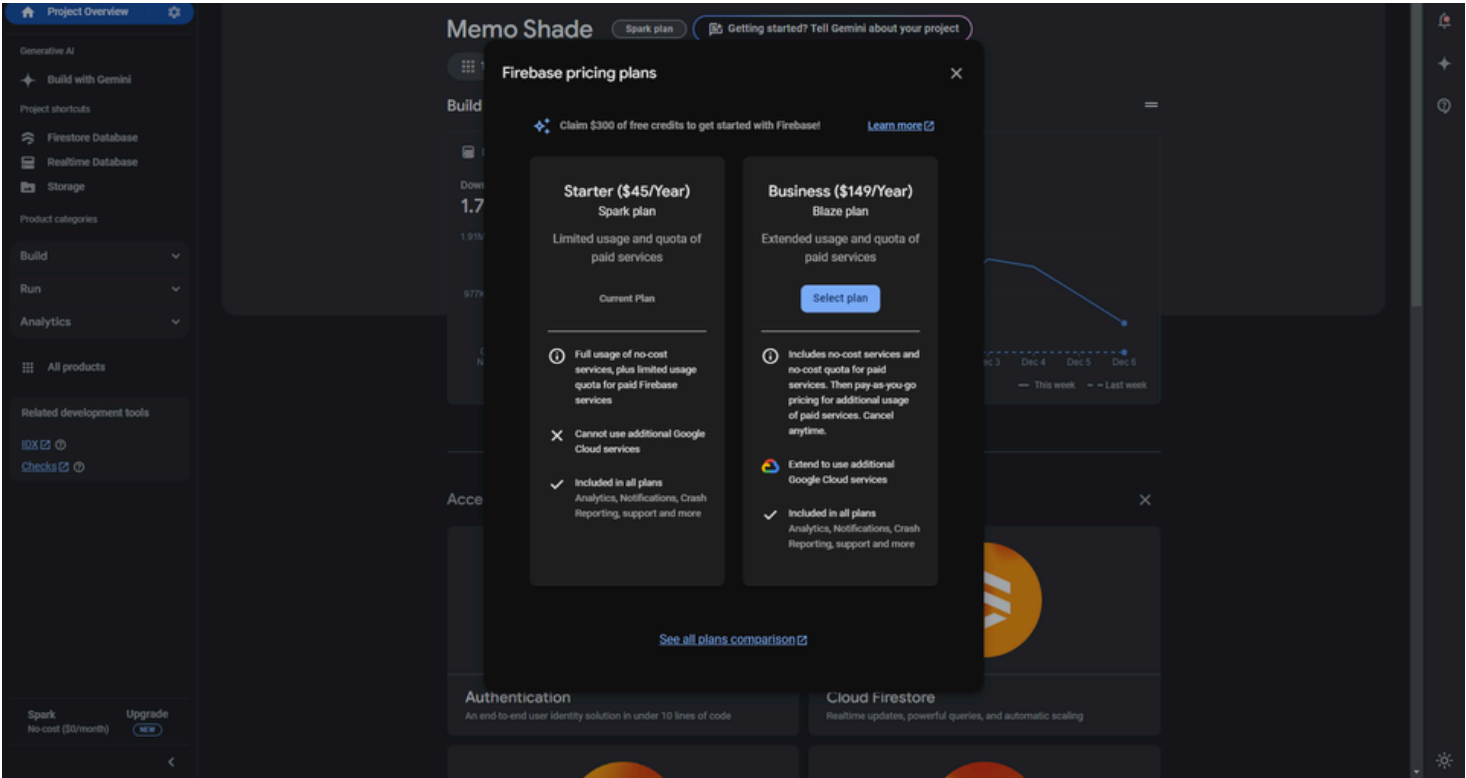 Project Overview
Generative AI
Build with Gemini
Project shortcuts
Firestore Database
Realtime Database
Storage
Product categories
Build
Run
Analytics
All products
Related development tools
IDX
Checks
Spark
No-cost ($0/month)
Upgrade
NEW
Memo Shade
Spark plan
Getting started? Tell Gemini about your project
Build
Dow
1.7
1.91M
977K
Firebase pricing plans
Claim $300 of free credits to get started with Firebase!
Learn more
Starter ($45/Year)
Spark plan
Limited usage and quota of
paid services
Current Plan
Full usage of no-cost
services, plus limited usage
quota for paid Firebase
services
Cannot use additional Google
Cloud services
Included in all plans
Analytics, Notifications, Crash
Reporting, support and more
Business ($149/Year)
Blaze plan
Extended usage and quota of
paid services
Select plan
Includes no-cost services and
no-cost quota for paid
services. Then pay-as-you-go
pricing for additional usage
of paid services. Cancel
anytime.
Extend to use additional
Google Cloud services
Included in all plans
Analytics, Notifications, Crash
Reporting, support and more
See all plans comparison
ec 3 Dec 4 Dec 5 Dec 6
This week Last week
Acce
Authentication
An end-to-end user identity solution in under 10 lines of code
Cloud Firestore
Realtime updates, powerful queries, and automatic scaling